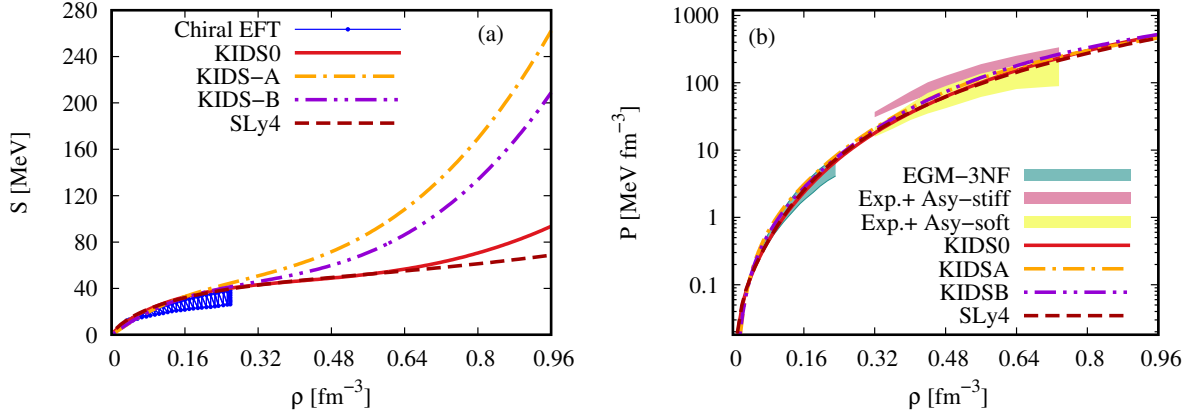 280
240
200
160
120
80
40
0
S [MeV]
Chiral EFT
KIDS0
KIDS-A
KIDS-B
SLy4
(a)
0 0.16 0.32 0.48 0.64 0.8 0.96
ρ [fm⁻³]
1000
100
10
1
0.1
P [MeV fm⁻³]
(b)
EGM-3NF
Exp.+ Asy-stiff
Exp.+ Asy-soft
KIDS0
KIDSA
KIDSB
SLy4
0 0.16 0.32 0.48 0.64 0.8 0.96
ρ [fm⁻³]